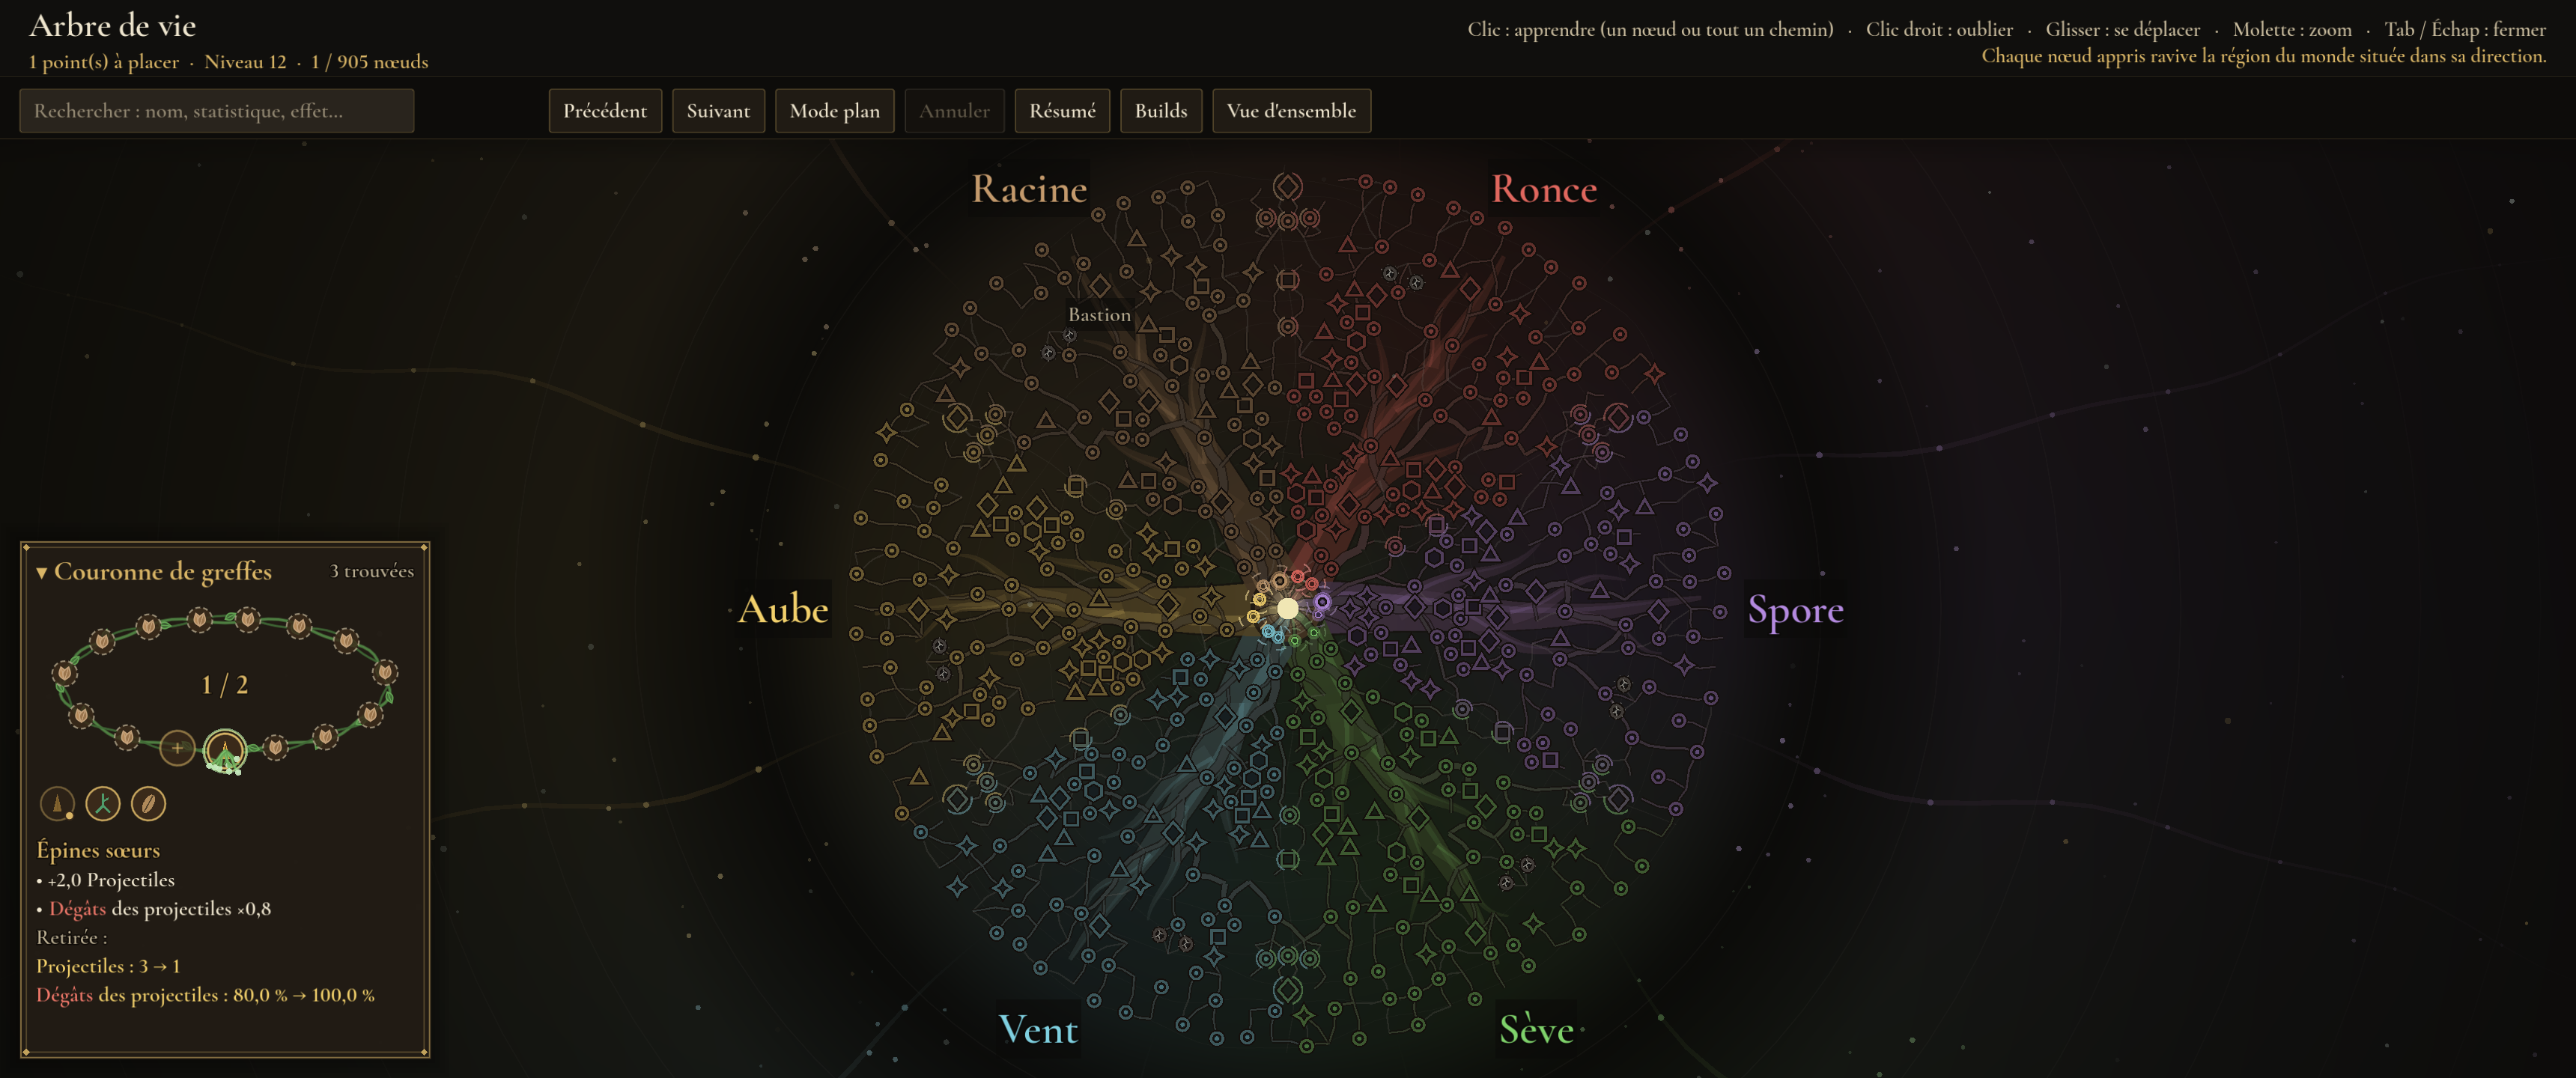 Arbre de vie
1 point(s) à placer · Niveau 12 · 1 / 905 nœuds
Clic : apprendre (un nœud ou tout un chemin) · Clic droit : oublier · Glisser : se déplacer · Molette : zoom · Tab / Échap : fermer
Chaque nœud appris ravive la région du monde située dans sa direction.
Rechercher : nom, statistique, effet...
Précédent
Suivant
Mode plan
Annuler
Résumé
Builds
Vue d'ensemble
Racine
Ronce
Bastion
Aube
Spore
Vent
Sève
▼ Couronne de greffes
3 trouvées
1 / 2
+
Épines sœurs
• +2,0 Projectiles
• Dégâts des projectiles ×0,8
Retirée :
Projectiles : 3 → 1
Dégâts des projectiles : 80,0 % → 100,0 %